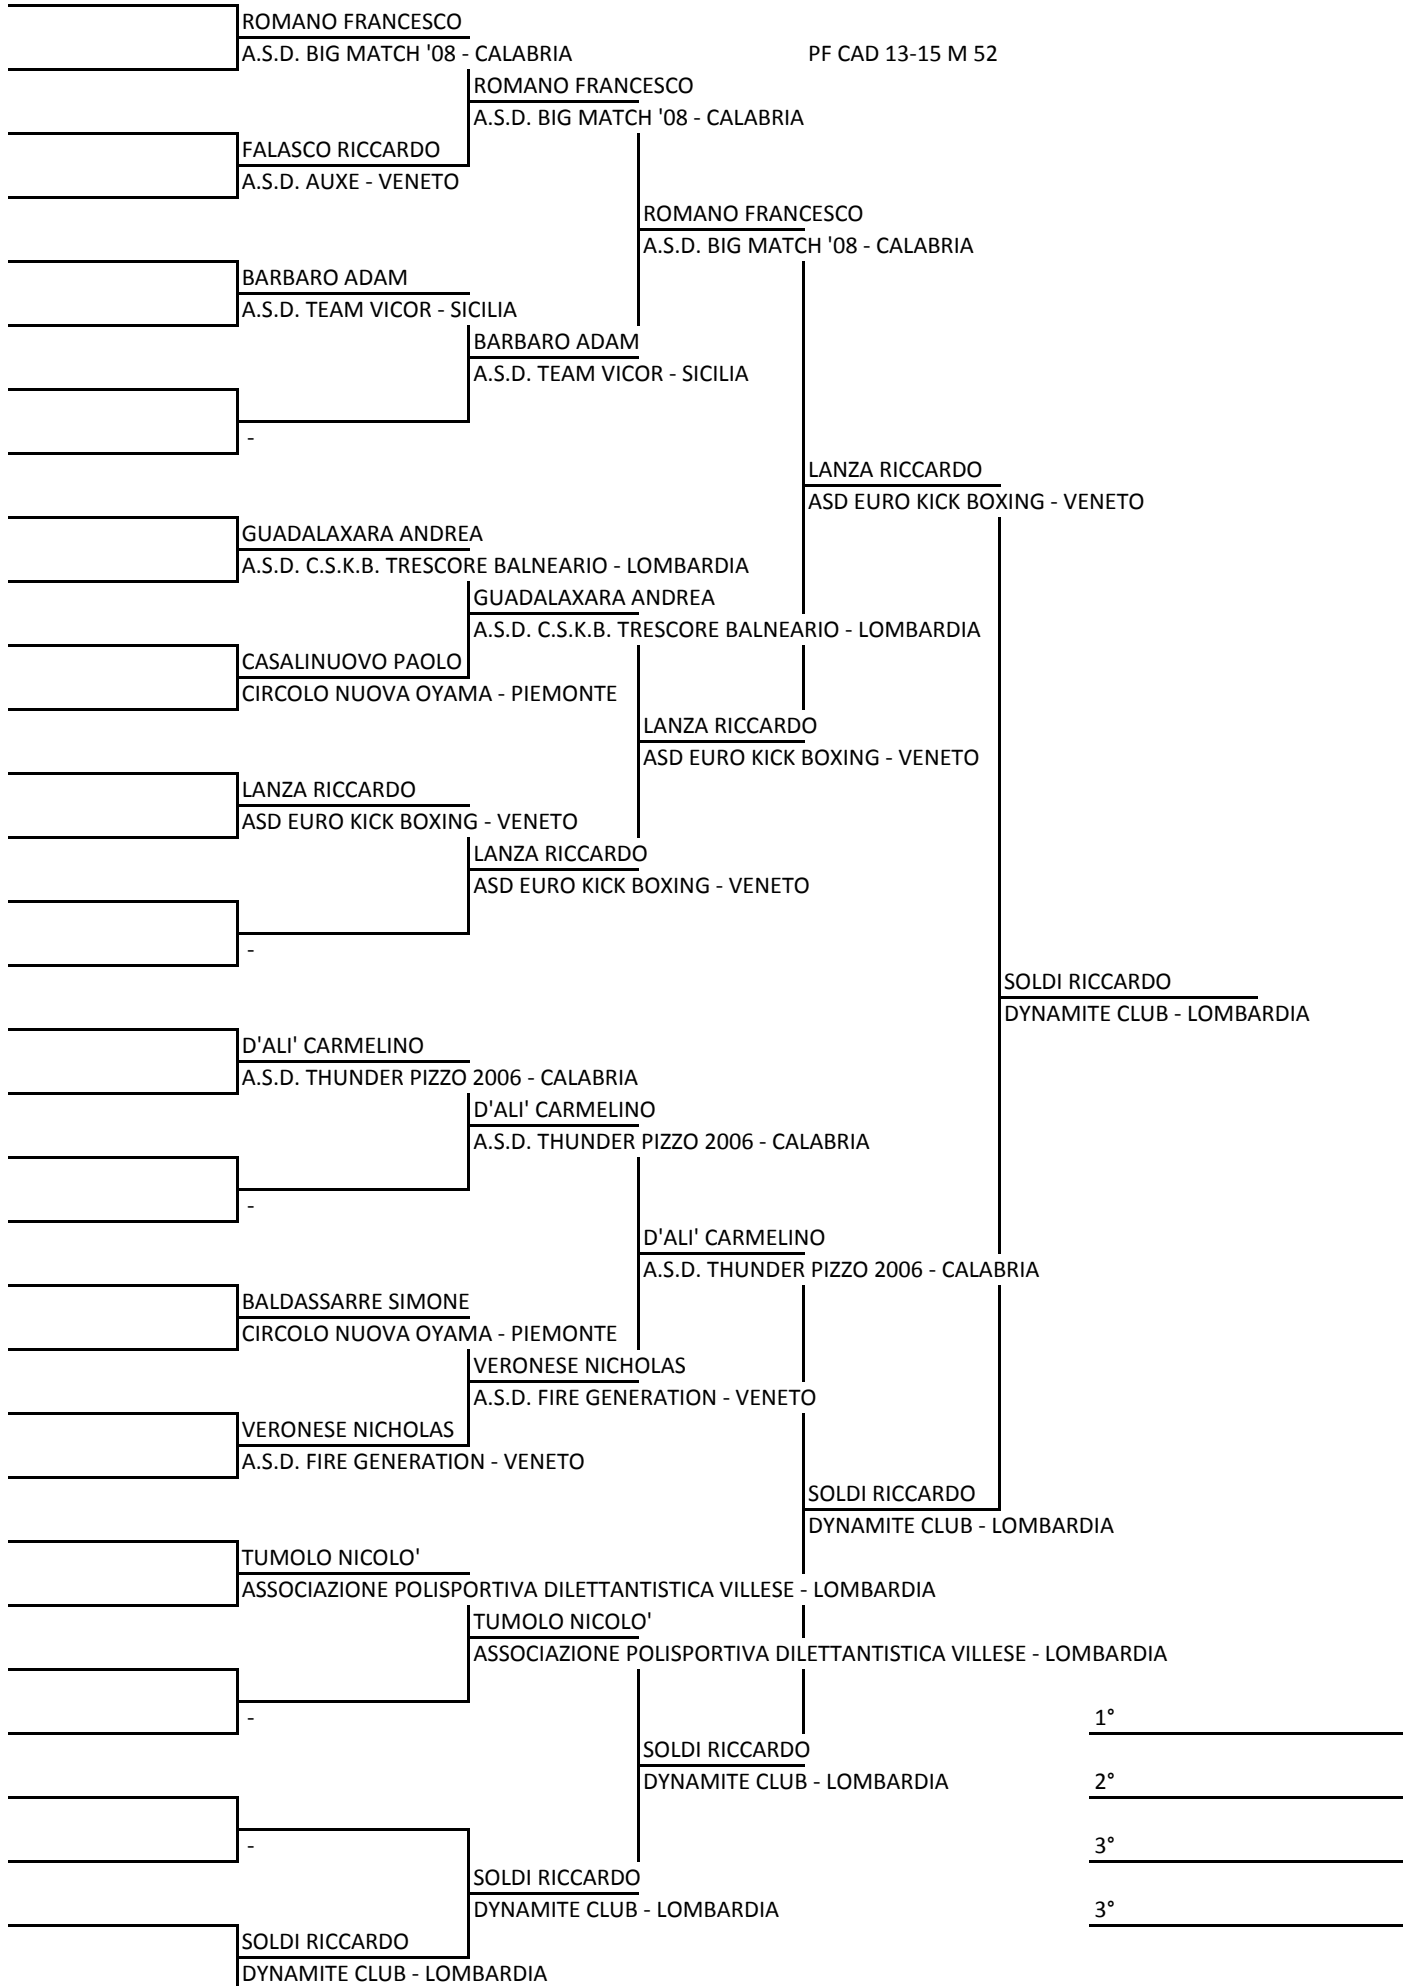 ROMANO FRANCESCO
A.S.D. BIG MATCH '08 - CALABRIA
PF CAD 13-15 M 52
ROMANO FRANCESCO
A.S.D. BIG MATCH '08 - CALABRIA
FALASCO RICCARDO
A.S.D. AUXE - VENETO
ROMANO FRANCESCO
A.S.D. BIG MATCH '08 - CALABRIA
BARBARO ADAM
A.S.D. TEAM VICOR - SICILIA
BARBARO ADAM
A.S.D. TEAM VICOR - SICILIA
-
LANZA RICCARDO
ASD EURO KICK BOXING - VENETO
GUADALAXARA ANDREA
A.S.D. C.S.K.B. TRESCORE BALNEARIO - LOMBARDIA
GUADALAXARA ANDREA
A.S.D. C.S.K.B. TRESCORE BALNEARIO - LOMBARDIA
CASALINUOVO PAOLO
CIRCOLO NUOVA OYAMA - PIEMONTE
LANZA RICCARDO
ASD EURO KICK BOXING - VENETO
LANZA RICCARDO
ASD EURO KICK BOXING - VENETO
LANZA RICCARDO
ASD EURO KICK BOXING - VENETO
-
SOLDI RICCARDO
DYNAMITE CLUB - LOMBARDIA
D'ALI' CARMELINO
A.S.D. THUNDER PIZZO 2006 - CALABRIA
D'ALI' CARMELINO
A.S.D. THUNDER PIZZO 2006 - CALABRIA
-
D'ALI' CARMELINO
A.S.D. THUNDER PIZZO 2006 - CALABRIA
BALDASSARRE SIMONE
CIRCOLO NUOVA OYAMA - PIEMONTE
VERONESE NICHOLAS
A.S.D. FIRE GENERATION - VENETO
VERONESE NICHOLAS
A.S.D. FIRE GENERATION - VENETO
SOLDI RICCARDO
DYNAMITE CLUB - LOMBARDIA
TUMOLO NICOLO'
ASSOCIAZIONE POLISPORTIVA DILETTANTISTICA VILLESE - LOMBARDIA
TUMOLO NICOLO'
ASSOCIAZIONE POLISPORTIVA DILETTANTISTICA VILLESE - LOMBARDIA
-
1°
SOLDI RICCARDO
DYNAMITE CLUB - LOMBARDIA
2°
-
3°
SOLDI RICCARDO
DYNAMITE CLUB - LOMBARDIA
3°
SOLDI RICCARDO
DYNAMITE CLUB - LOMBARDIA